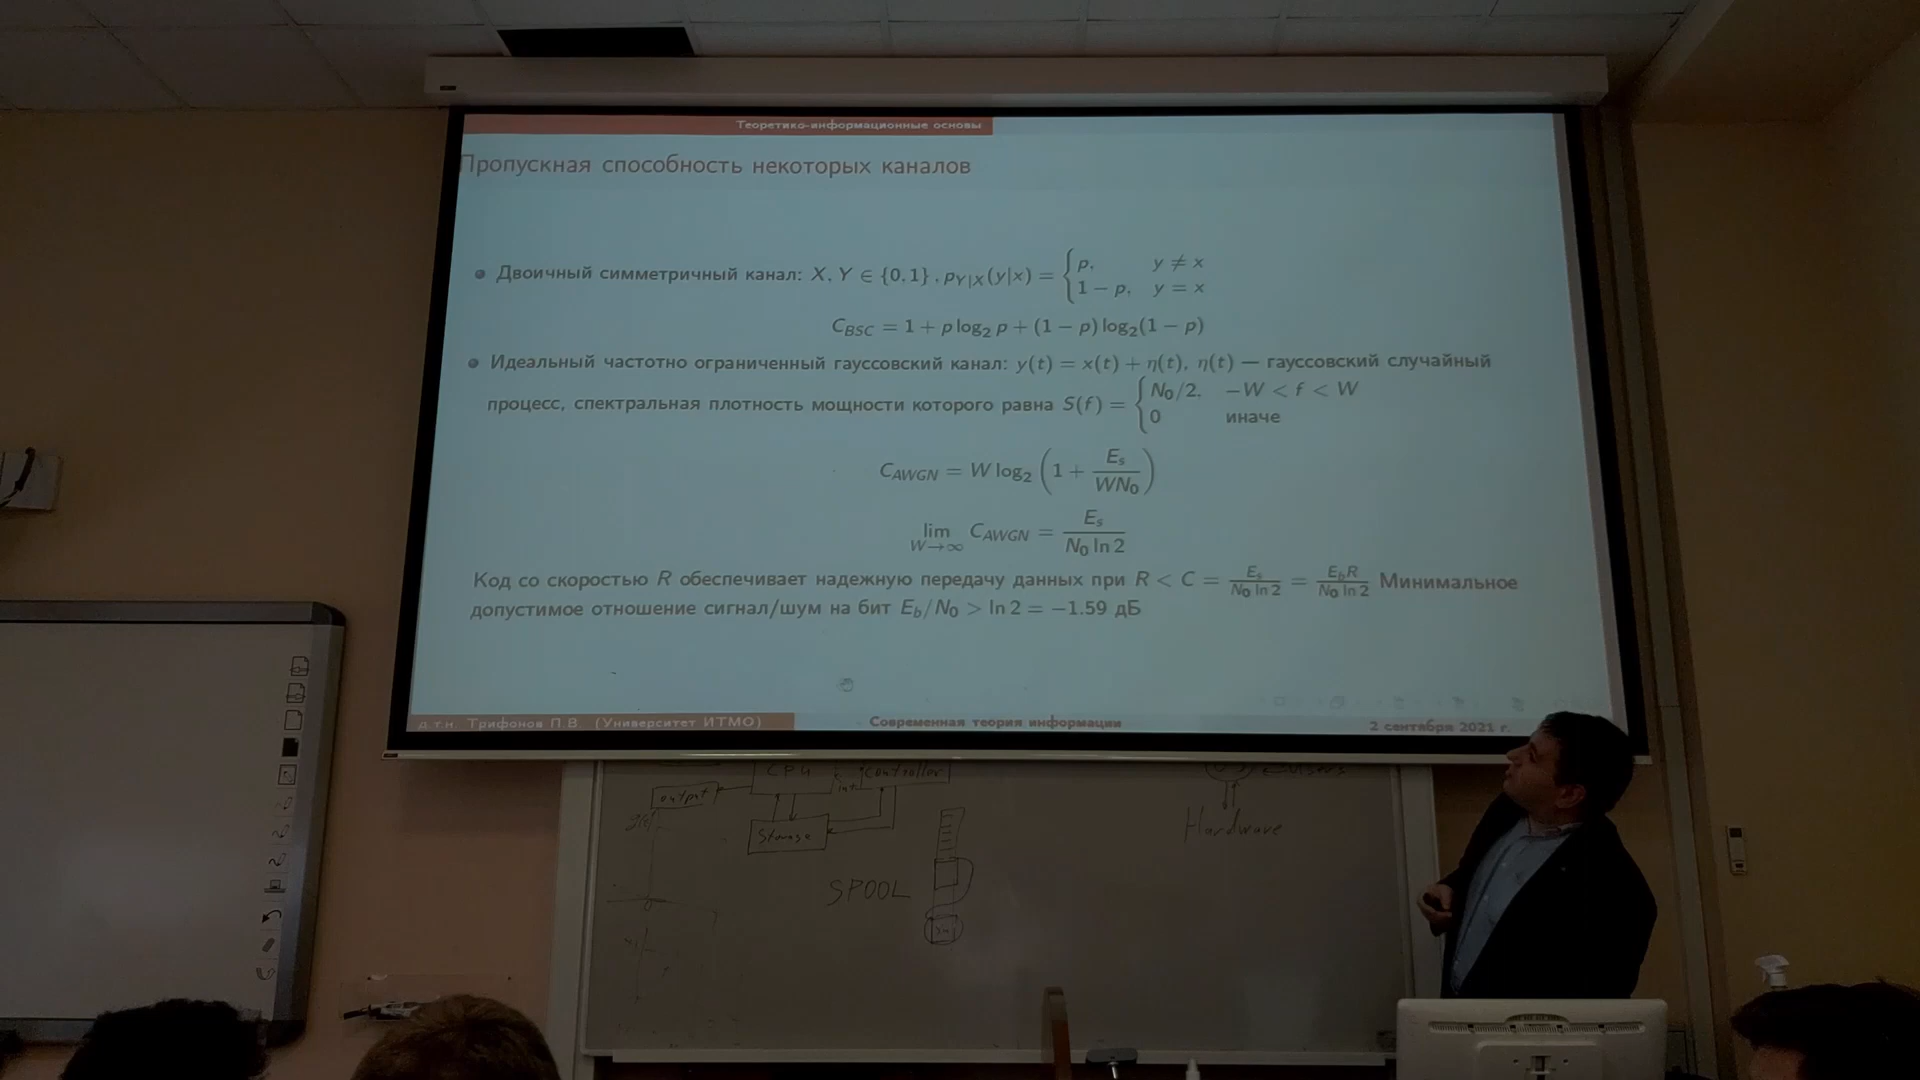 Теоретико-информационные основы
Пропускная способность некоторых каналов
Двоичный симметричный канал: X, Y ∈ {0, 1}, p_{Y|X}(y|x) = { p, y ≠ x
1 − p, y = x
C_{BSC} = 1 + p log₂ p + (1 − p) log₂(1 − p)
Идеальный частотно ограниченный гауссовский канал: y(t) = x(t) + η(t), η(t) — гауссовский случайный
процесс, спектральная плотность мощности которого равна S(f) = { N₀/2, −W < f < W
0 иначе
C_{AWGN} = W log₂ (1 + E_s / WN₀)
lim_{W→∞} C_{AWGN} = E_s / N₀ ln 2
Код со скоростью R обеспечивает надежную передачу данных при R < C = E_s / N₀ ln 2 = E_b R / N₀ ln 2 Минимальное
допустимое отношение сигнал/шум на бит E_b/N₀ > ln 2 = −1.59 дБ
д.т.н. Трифонов П.В. (Университет ИТМО) Современная теория информации 2 сентября 2021 г.
CPU Controller
output
Storage
Hardware
SPOOL